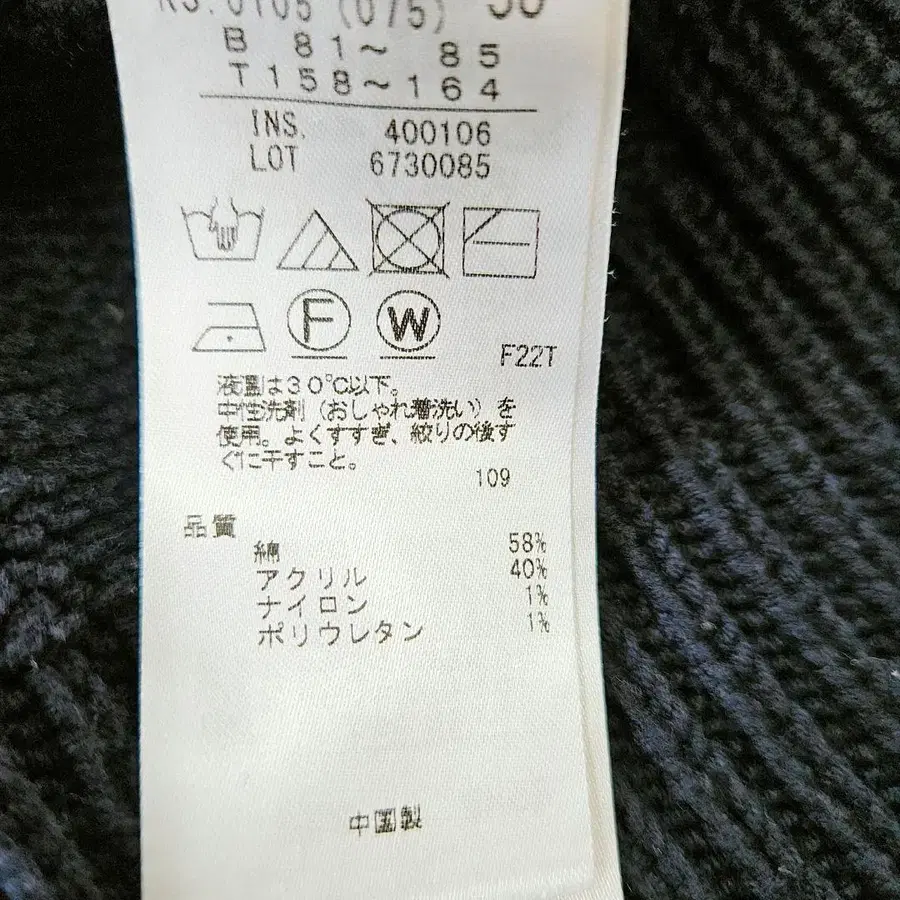 B 81～ 85
T158～164
INS. 400106
LOT 6730085
F
W
F22T
液温は30℃以下。
中性洗剤（おしゃれ着洗い）を
使用。よくすすぎ、絞りの後す
ぐに干すこと。
109
品質
綿 58%
アクリル 40%
ナイロン 1%
ポリウレタン 1%
中国製